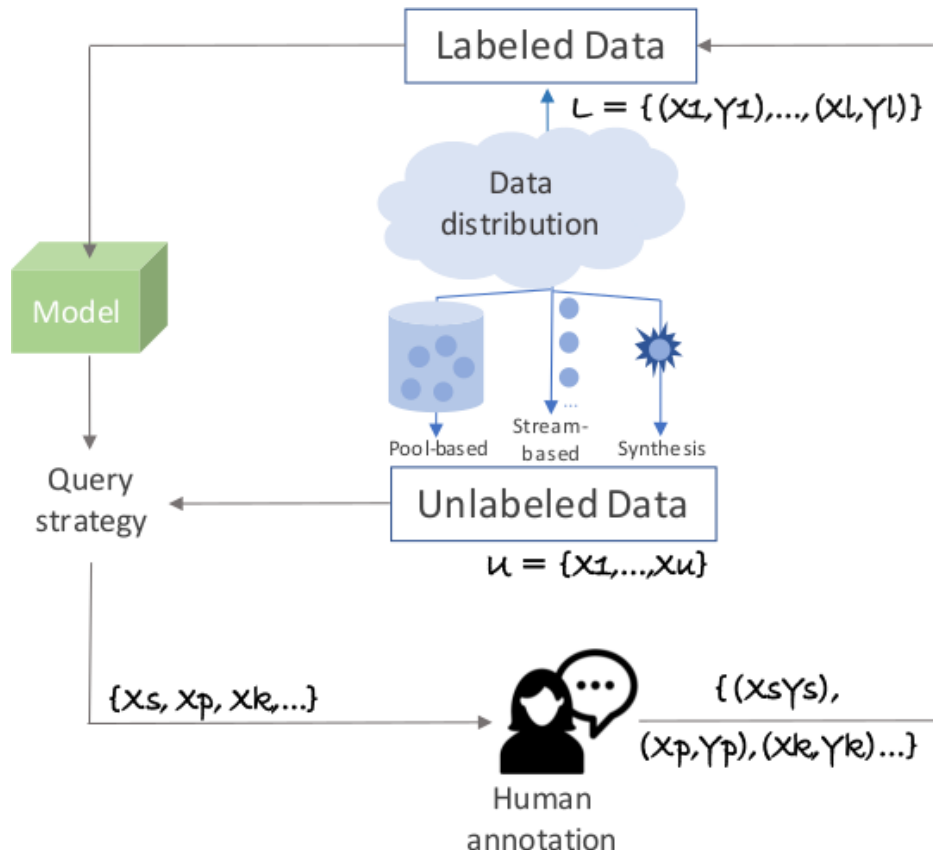 Labeled Data
L = {(X1,Y1),...,(Xl,Yl)}
Data
distribution
Model
Pool-based
Stream-
based
Synthesis
...
Query
strategy
Unlabeled Data
u = {X1,...,Xu}
{Xs, Xp, Xk,...}
{(XsYs),
(Xp,Yp),(Xk,Yk)...}
Human
annotation